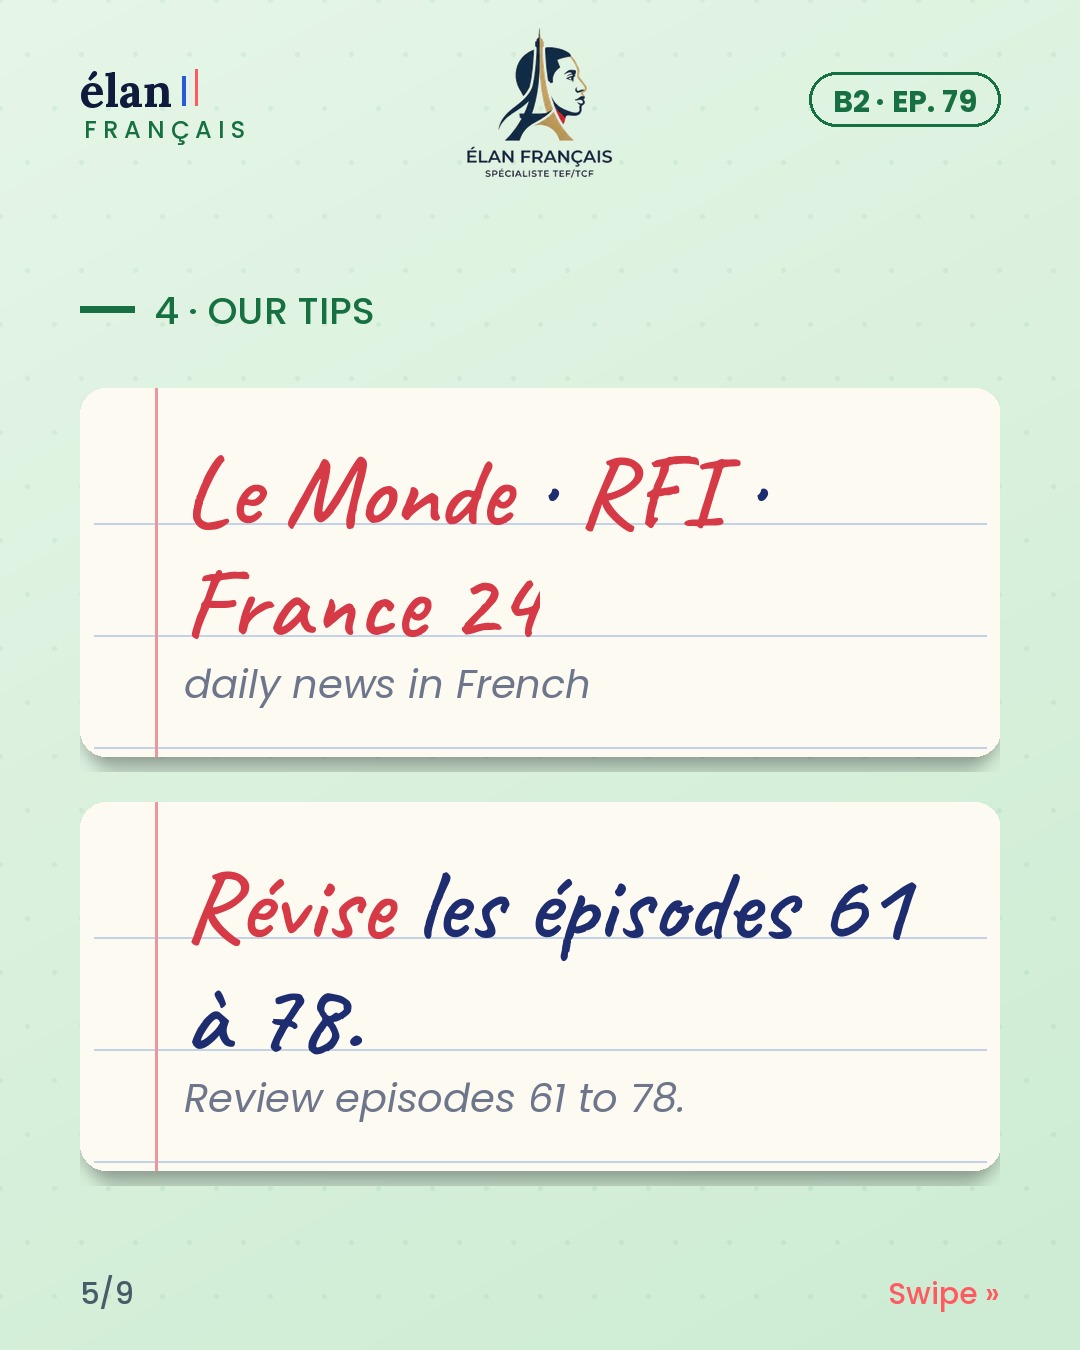 élan
FRANÇAIS
ÉLAN FRANÇAIS
SPÉCIALISTE TEF/TCF
B2 · EP. 79
4 · OUR TIPS
Le Monde · RFI ·
France 24
daily news in French
Révise les épisodes 61
à 78.
Review episodes 61 to 78.
5/9
Swipe »